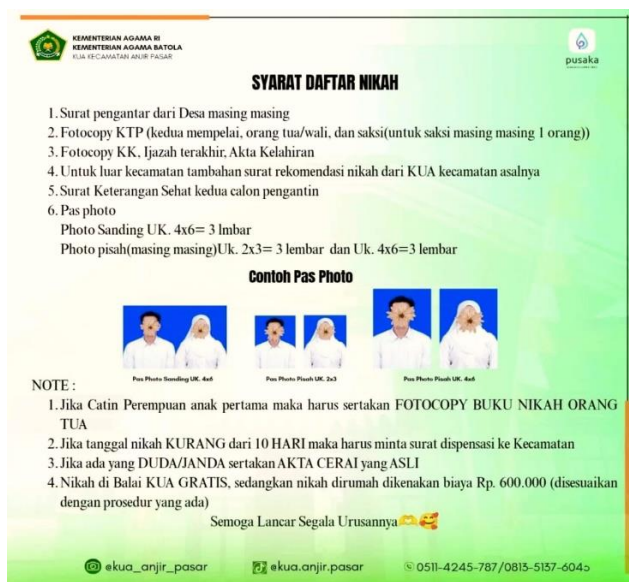 KEMENTERIAN AGAMA RI
KEMENTERIAN AGAMA BATOLA
KUA KECAMATAN ANJIR PASAR
pusaka
SYARAT DAFTAR NIKAH
1. Surat pengantar dari Desa masing masing
2. Fotocopy KTP (kedua mempelai, orang tua/wali, dan saksi(untuk saksi masing masing 1 orang))
3. Fotocopy KK, Ijazah terakhir, Akta Kelahiran
4. Untuk luar kecamatan tambahan surat rekomendasi nikah dari KUA kecamatan asalnya
5. Surat Keterangan Sehat kedua calon pengantin
6. Pas photo
Photo Sanding UK. 4x6= 3 lmbar
Photo pisah(masing masing)Uk. 2x3= 3 lembar dan Uk. 4x6=3 lembar
Contoh Pas Photo
Pas Photo Sanding UK. 4x6
Pas Photo Pisah UK. 2x3
Pas Photo Pisah UK. 4x6
NOTE :
1. Jika Catin Perempuan anak pertama maka harus sertakan FOTOCOPY BUKU NIKAH ORANG
TUA
2. Jika tanggal nikah KURANG dari 10 HARI maka harus minta surat dispensasi ke Kecamatan
3. Jika ada yang DUDA/JANDA sertakan AKTA CERAI yang ASLI
4. Nikah di Balai KUA GRATIS, sedangkan nikah dirumah dikenakan biaya Rp. 600.000 (disesuaikan
dengan prosedur yang ada)
Semoga Lancar Segala Urusannya🫶🥰
@kua_anjir_pasar
@kua.anjir.pasar
0511-4245-787/0813-5137-6045